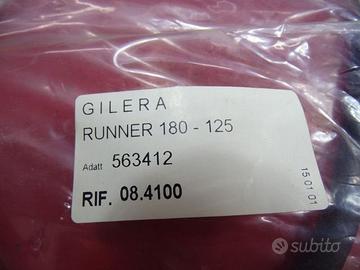 GILERA
RUNNER 180 - 125
Adatt 563412
RIF. 08.4100
15 01 01
subito